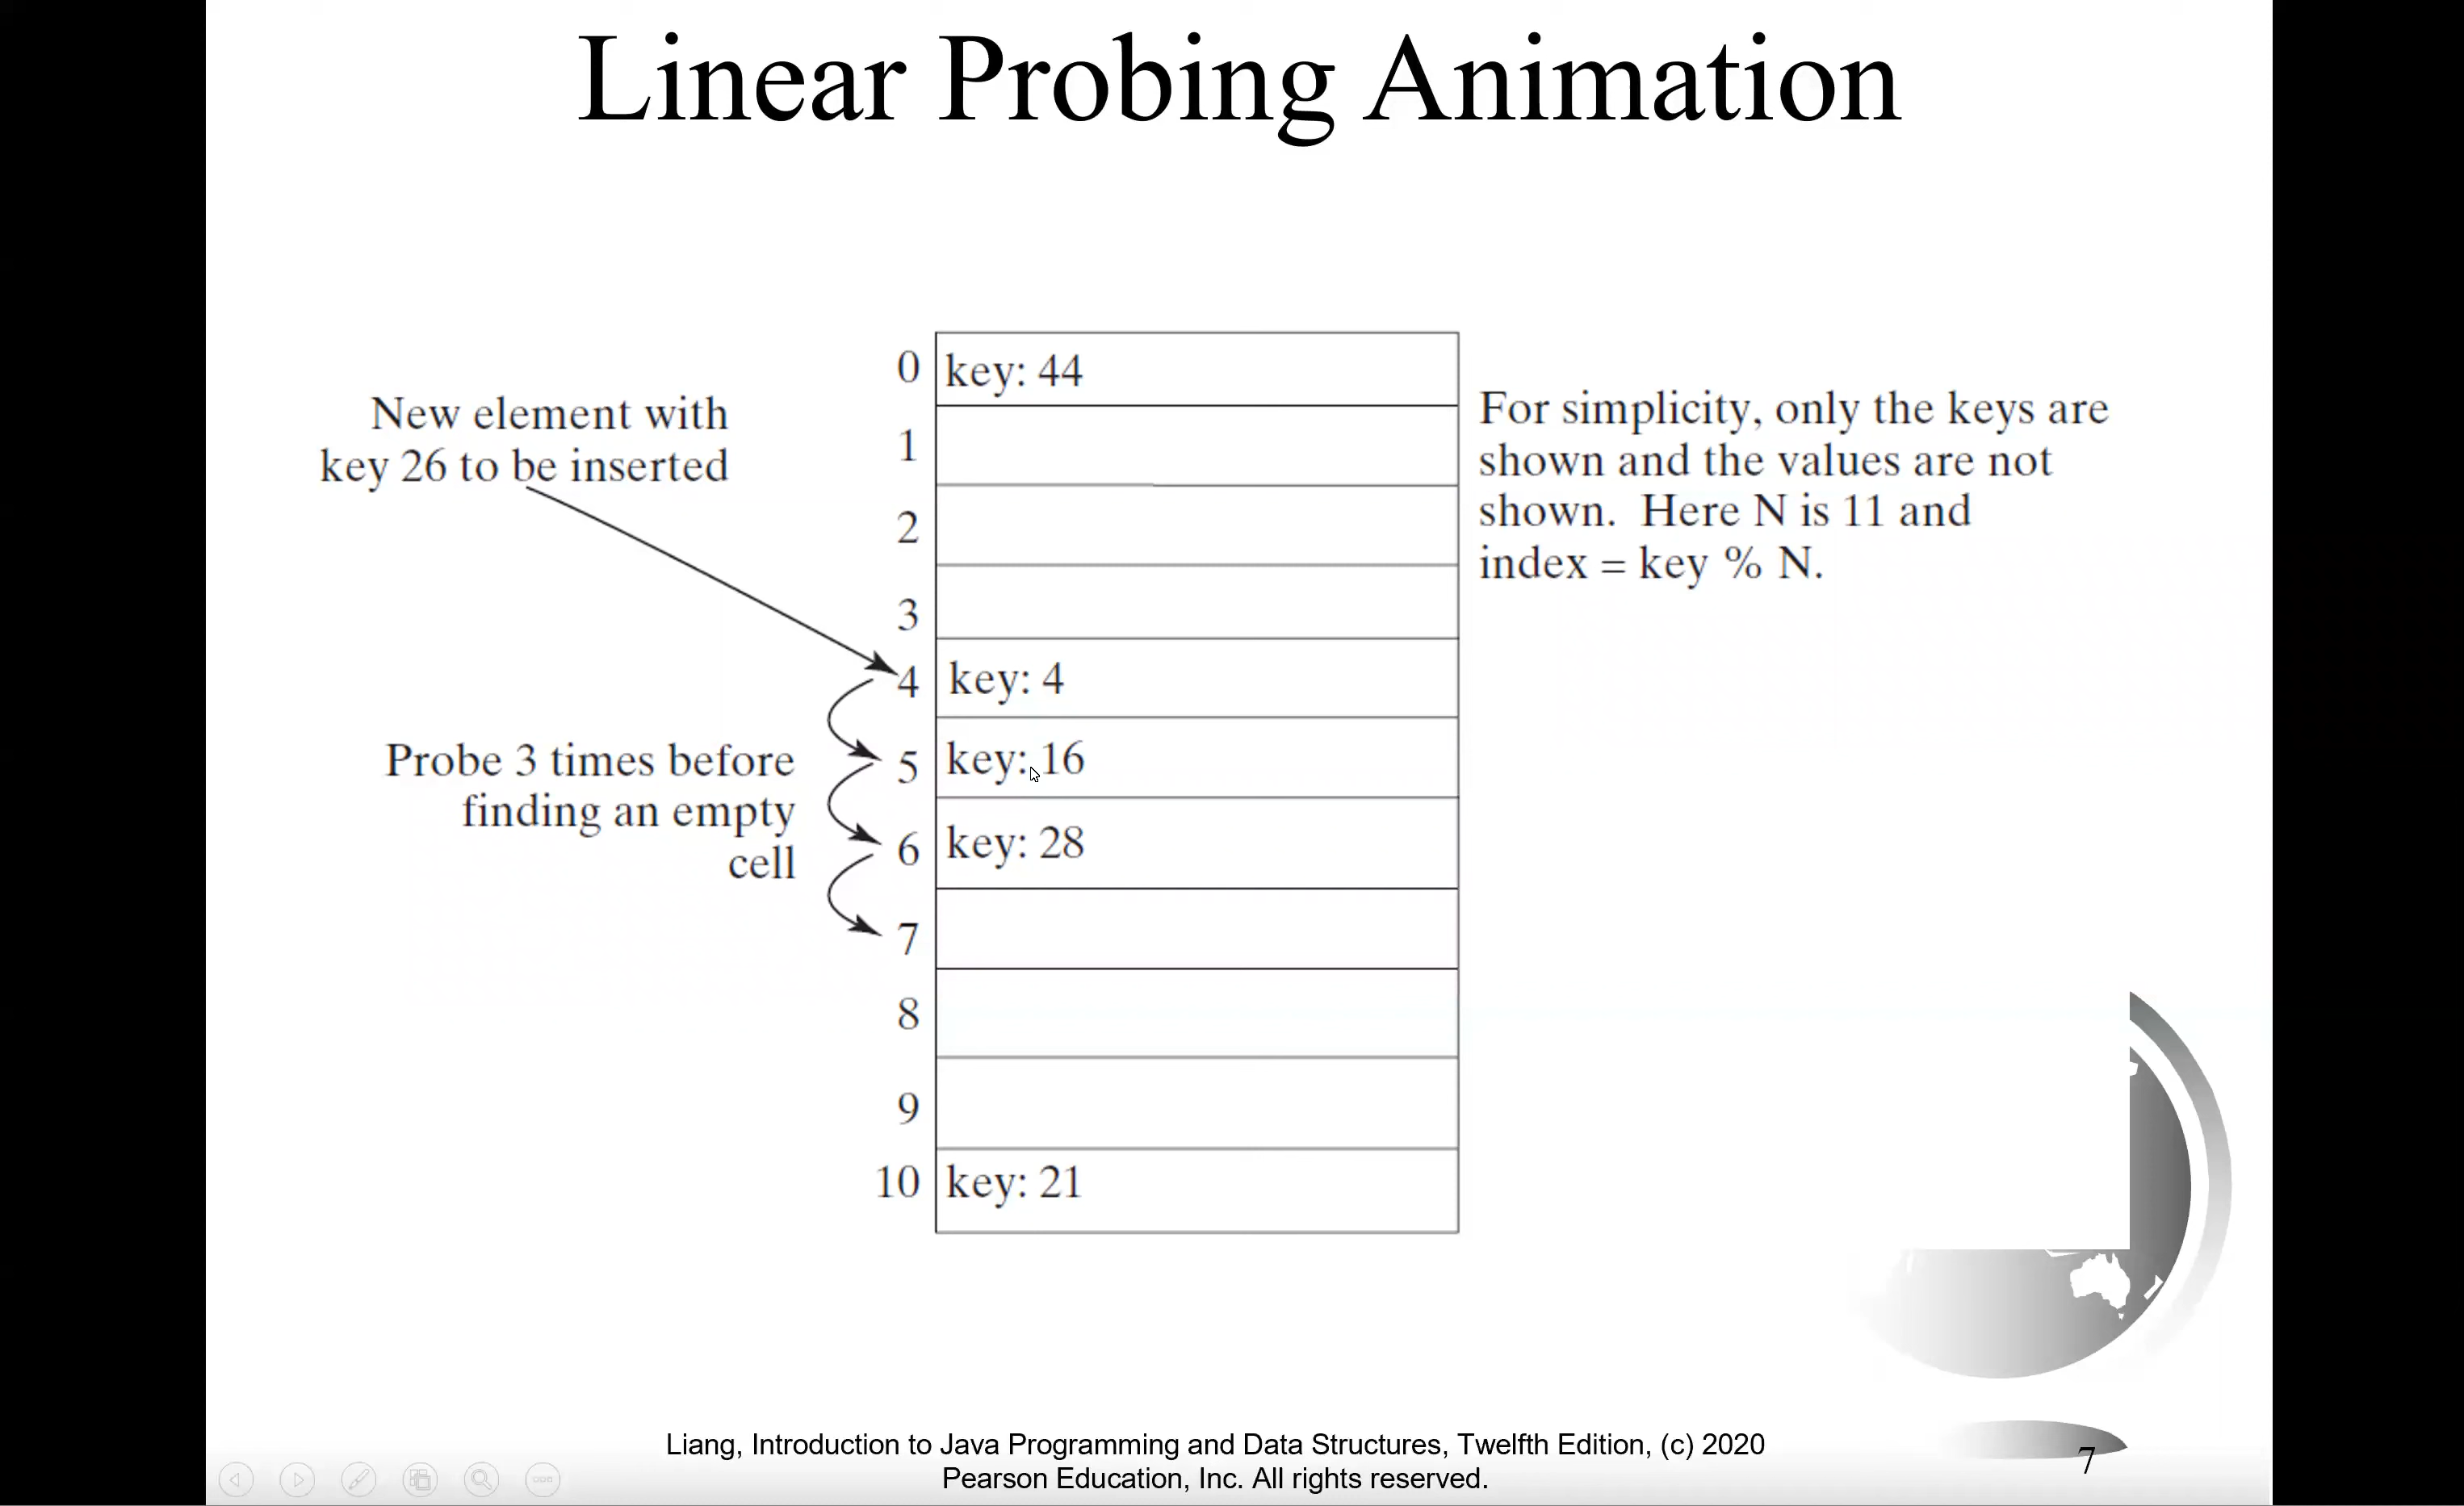 Linear Probing Animation
New element with
key 26 to be inserted
Probe 3 times before
finding an empty
cell
0 key: 44
1
2
3
4 key: 4
5 key: 16
6 key: 28
7
8
9
10 key: 21
For simplicity, only the keys are
shown and the values are not
shown. Here N is 11 and
index = key % N.
Liang, Introduction to Java Programming and Data Structures, Twelfth Edition, (c) 2020
Pearson Education, Inc. All rights reserved.
7